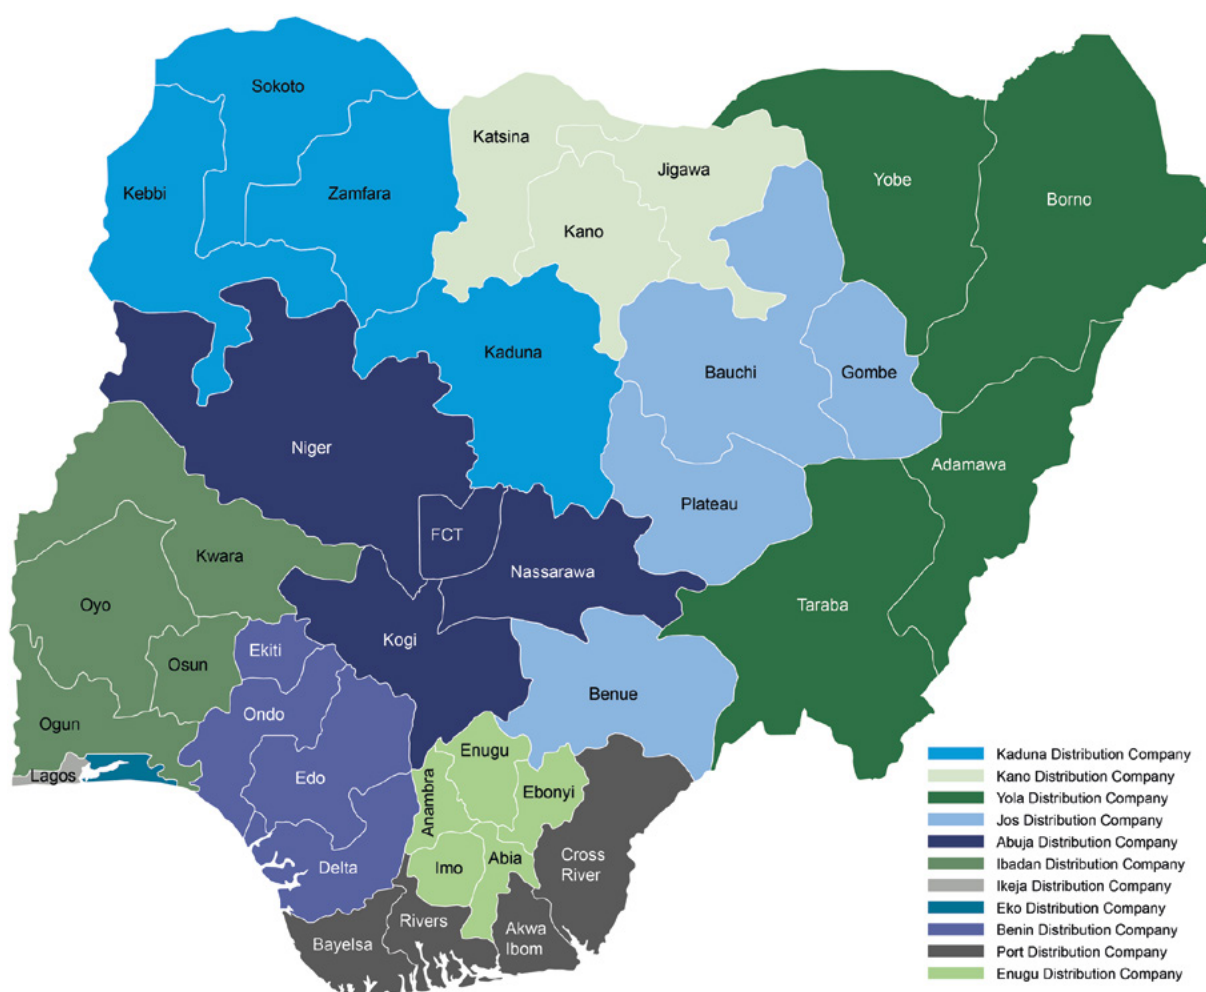 Sokoto
Kebbi
Zamfara
Katsina
Jigawa
Kano
Yobe
Borno
Kaduna
Bauchi
Gombe
Niger
Adamawa
Plateau
FCT
Nassarawa
Kwara
Oyo
Taraba
Kogi
Ekiti
Osun
Benue
Ogun
Ondo
Enugu
Lagos
Edo
Ebonyi
Anambra
Delta
Imo
Abia
Cross
River
Rivers
Akwa
Ibom
Bayelsa
Kaduna Distribution Company
Kano Distribution Company
Yola Distribution Company
Jos Distribution Company
Abuja Distribution Company
Ibadan Distribution Company
Ikeja Distribution Company
Eko Distribution Company
Benin Distribution Company
Port Distribution Company
Enugu Distribution Company